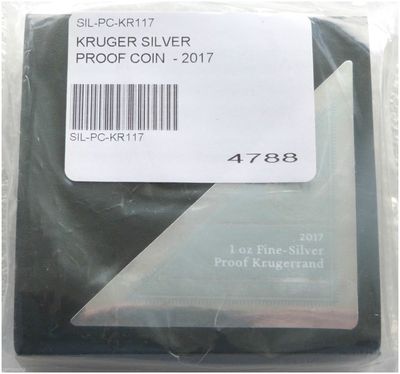 SIL-PC-KR117
KRUGER SILVER
PROOF COIN - 2017
SIL-PC-KR117
4788
2017
1 oz Fine-Silver
Proof Krugerrand